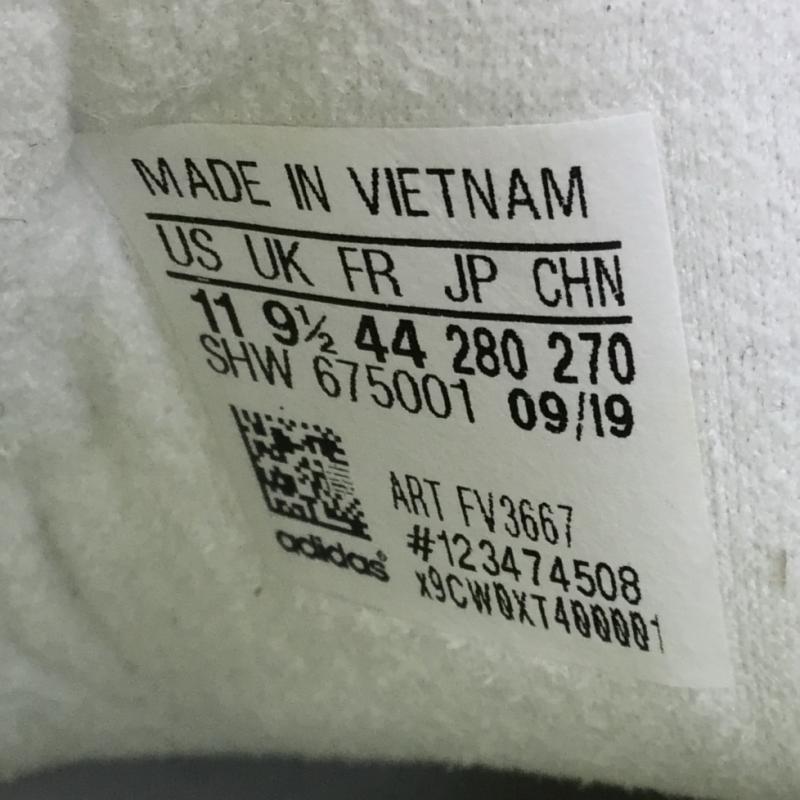 MADE IN VIETNAM
US UK FR JP CHN
11 9½ 44 280 270
SHW 675001 09/19
ART FV3667
#123474508
adidas®
x9CW0XT400001